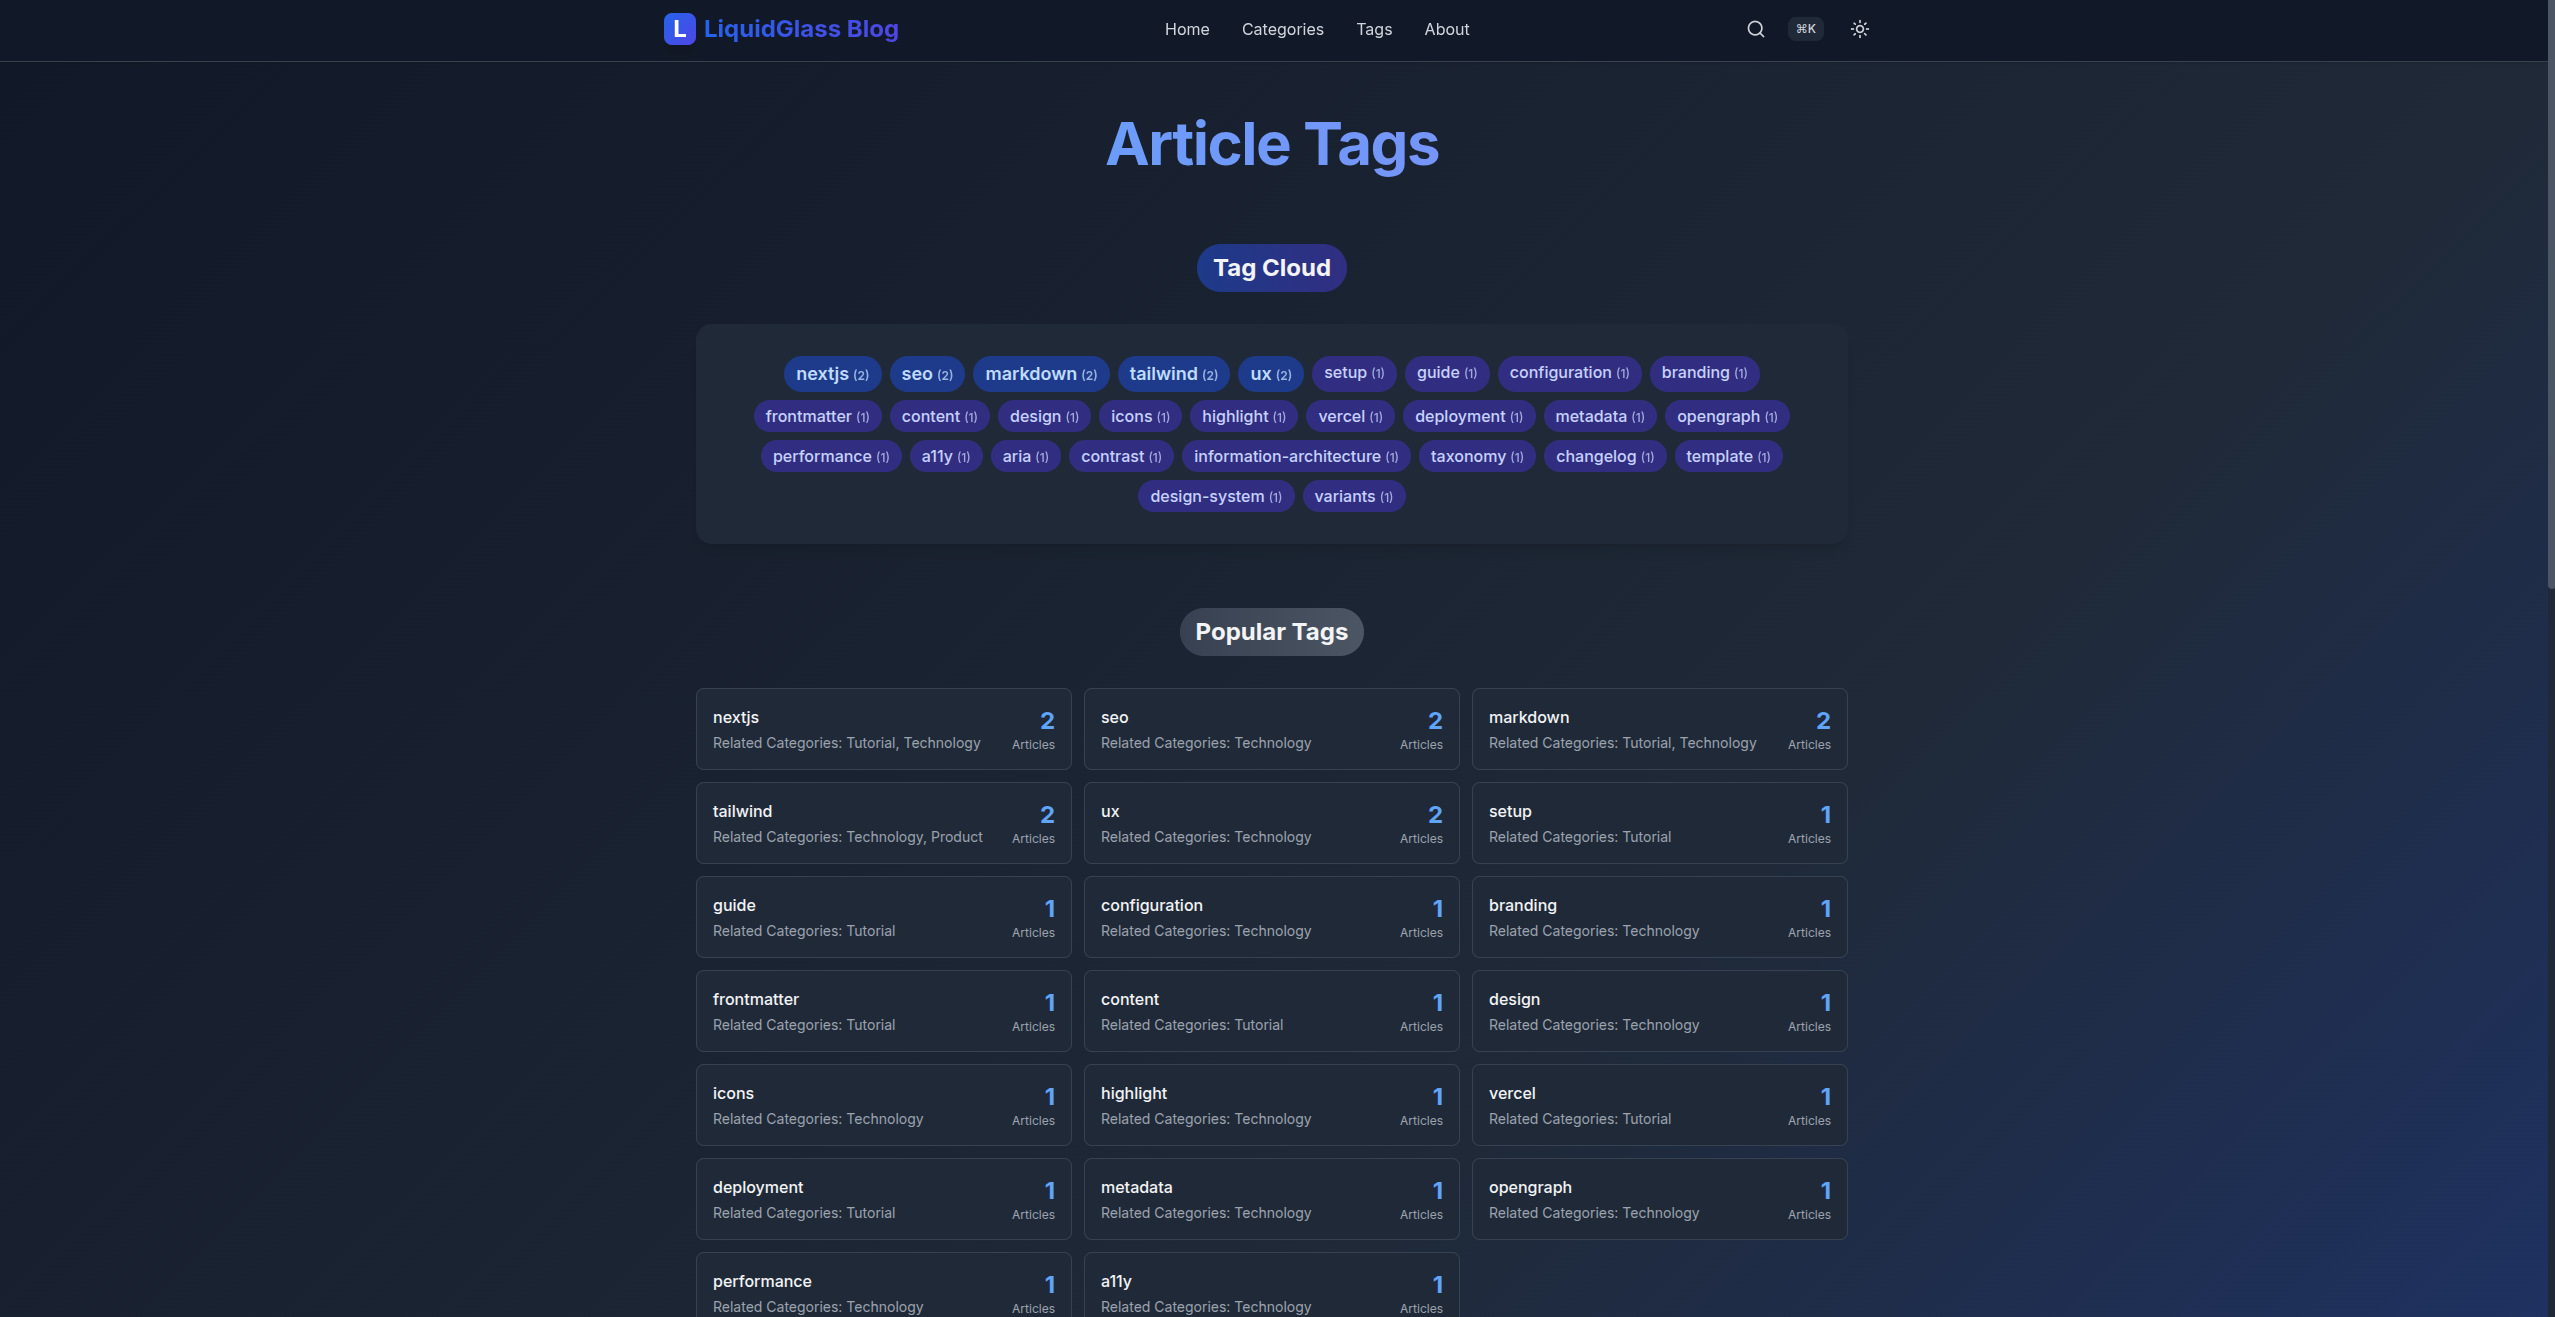 L LiquidGlass Blog Home Categories Tags About ⌘K
Article Tags
Tag Cloud
nextjs (2) seo (2) markdown (2) tailwind (2) ux (2) setup (1) guide (1) configuration (1) branding (1)
frontmatter (1) content (1) design (1) icons (1) highlight (1) vercel (1) deployment (1) metadata (1) opengraph (1)
performance (1) a11y (1) aria (1) contrast (1) information-architecture (1) taxonomy (1) changelog (1) template (1)
design-system (1) variants (1)
Popular Tags
nextjs 2 seo 2 markdown 2
Related Categories: Tutorial, Technology Articles Related Categories: Technology Articles Related Categories: Tutorial, Technology Articles
tailwind 2 ux 2 setup 1
Related Categories: Technology, Product Articles Related Categories: Technology Articles Related Categories: Tutorial Articles
guide 1 configuration 1 branding 1
Related Categories: Tutorial Articles Related Categories: Technology Articles Related Categories: Technology Articles
frontmatter 1 content 1 design 1
Related Categories: Tutorial Articles Related Categories: Tutorial Articles Related Categories: Technology Articles
icons 1 highlight 1 vercel 1
Related Categories: Technology Articles Related Categories: Technology Articles Related Categories: Tutorial Articles
deployment 1 metadata 1 opengraph 1
Related Categories: Tutorial Articles Related Categories: Technology Articles Related Categories: Technology Articles
performance 1 a11y 1
Related Categories: Technology Articles Related Categories: Technology Articles